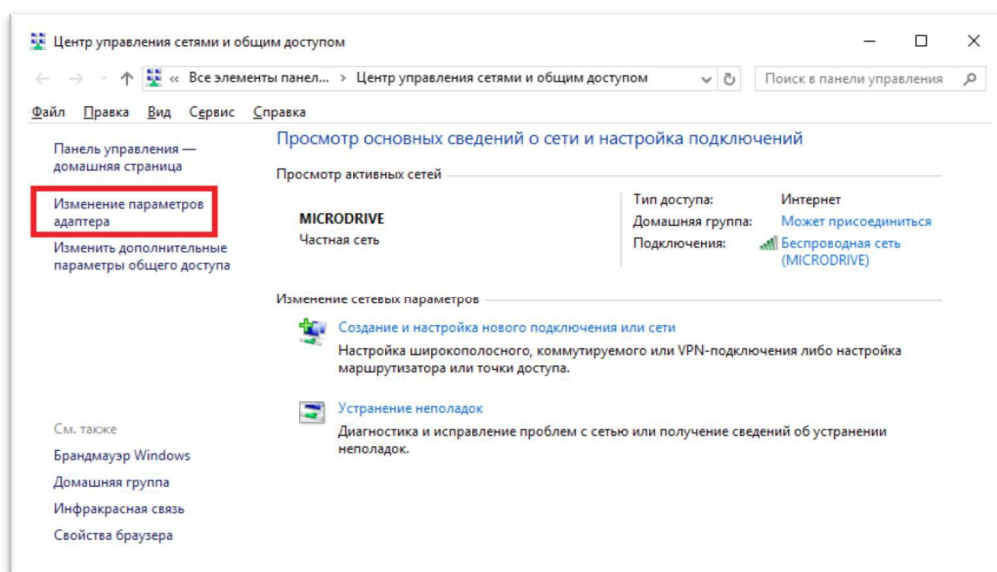 Центр управления сетями и общим доступом
« Все элементы панел... › Центр управления сетями и общим доступом
Поиск в панели управления
Файл Правка Вид Сервис Справка
Панель управления —
домашняя страница
Изменение параметров
адаптера
Изменить дополнительные
параметры общего доступа
См. также
Брандмауэр Windows
Домашняя группа
Инфракрасная связь
Свойства браузера
Просмотр основных сведений о сети и настройка подключений
Просмотр активных сетей
MICRODRIVE
Частная сеть
Тип доступа: Интернет
Домашняя группа: Может присоединиться
Подключения: Беспроводная сеть
(MICRODRIVE)
Изменение сетевых параметров
Создание и настройка нового подключения или сети
Настройка широкополосного, коммутируемого или VPN-подключения либо настройка
маршрутизатора или точки доступа.
Устранение неполадок
Диагностика и исправление проблем с сетью или получение сведений об устранении
неполадок.